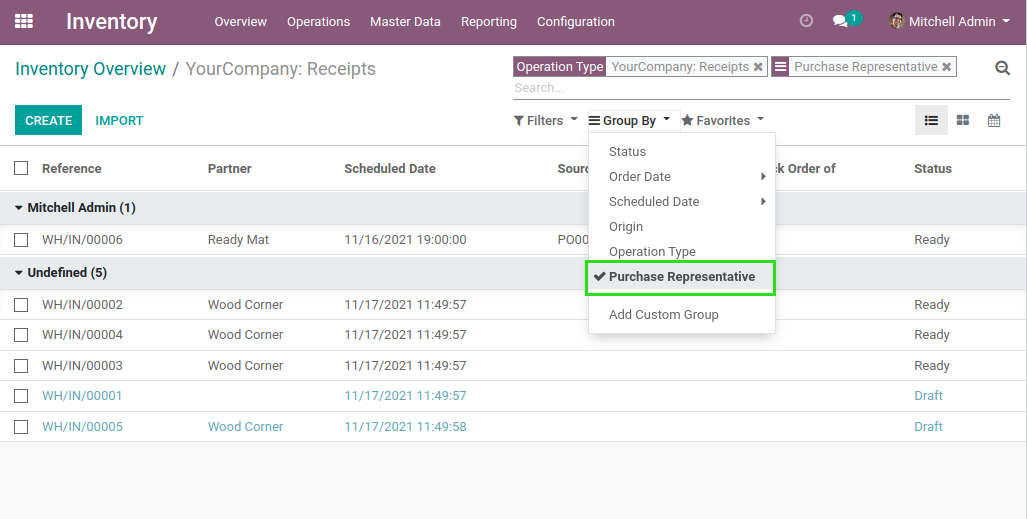 Inventory Overview Operations Master Data Reporting Configuration 1 Mitchell Admin
Inventory Overview / YourCompany: Receipts
Operation Type YourCompany: Receipts Purchase Representative
Search...
CREATE IMPORT Filters Group By Favorites
Reference Partner Scheduled Date Sourc k Order of Status
Status
Order Date
Scheduled Date
Origin
Operation Type
Purchase Representative
Add Custom Group
Mitchell Admin (1)
WH/IN/00006 Ready Mat 11/16/2021 19:00:00 PO00 Ready
Undefined (5)
WH/IN/00002 Wood Corner 11/17/2021 11:49:57 Ready
WH/IN/00004 Wood Corner 11/17/2021 11:49:57 Ready
WH/IN/00003 Wood Corner 11/17/2021 11:49:57 Ready
WH/IN/00001 11/17/2021 11:49:57 Draft
WH/IN/00005 Wood Corner 11/17/2021 11:49:58 Draft